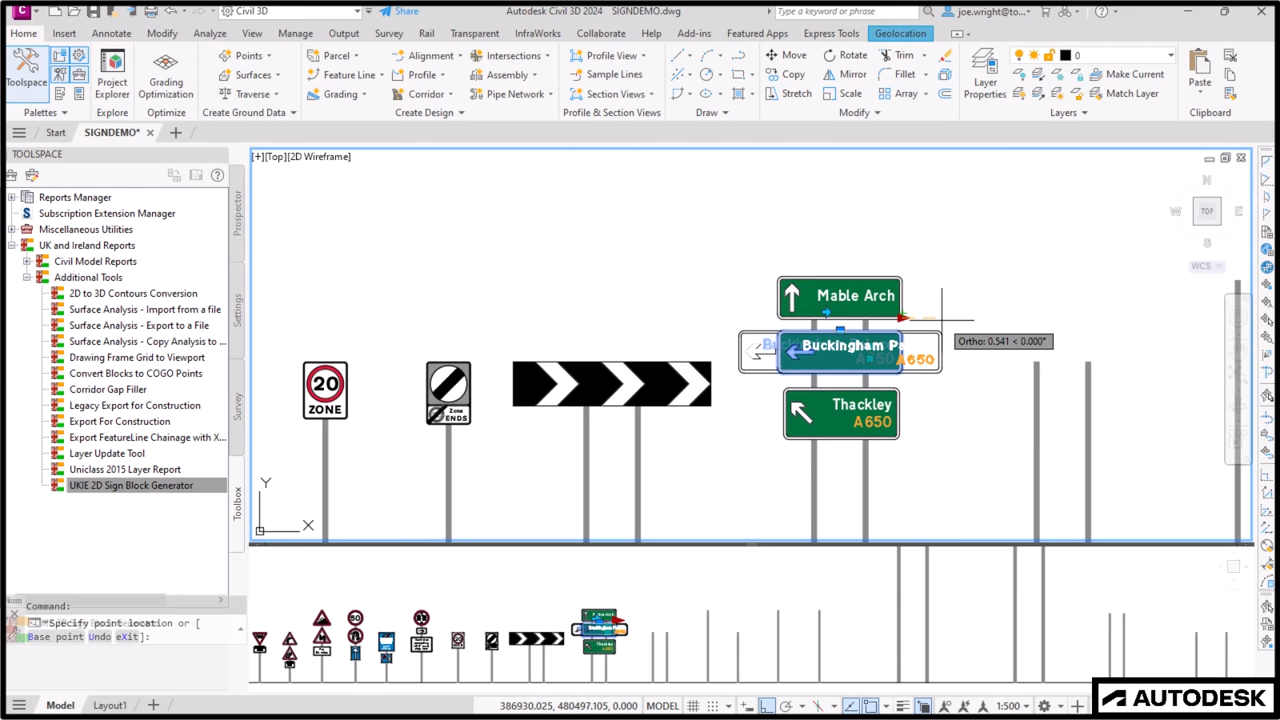 C
Civil 3D
Share
Autodesk Civil 3D 2024 SIGNDEMO.dwg
Type a keyword or phrase
joe.wright@to...
?
Home Insert Annotate Modify Analyze View Manage Output Survey Rail Transparent InfraWorks Collaborate Help Add-ins Featured Apps Express Tools Geolocation
Toolspace
Palettes
Project Explorer
Explore
Grading Optimization
Optimization
Points
Surfaces
Traverse
Create Ground Data
Parcel
Feature Line
Grading
Alignment
Profile
Corridor
Intersections
Assembly
Pipe Network
Create Design
Profile View
Sample Lines
Section Views
Profile & Section Views
Draw
Move Rotate Trim
Copy Mirror Fillet
Stretch Scale Array
Modify
Layer Properties
0
Make Current
Match Layer
Layers
Paste
Clipboard
Start SIGNDEMO*
TOOLSPACE
Reports Manager
Subscription Extension Manager
Miscellaneous Utilities
UK and Ireland Reports
Civil Model Reports
Additional Tools
2D to 3D Contours Conversion
Surface Analysis - Import from a file
Surface Analysis - Export to a File
Surface Analysis - Copy Analysis to ...
Drawing Frame Grid to Viewport
Convert Blocks to COGO Points
Corridor Gap Filler
Legacy Export for Construction
Export For Construction
Export FeatureLine Chainage with X...
Layer Update Tool
Uniclass 2015 Layer Report
UKIE 2D Sign Block Generator
Prospector
Settings
Survey
Toolbox
[+][Top][2D Wireframe]
N
W TOP E
S
WCS
20
ZONE
Zone
ENDS
Mable Arch
Buckingham Pa
A650
Thackley
A650
Ortho: 0.541 < 0.000°
Y
X
Command:
*Specify point location or [
Base point Undo eXit]:
Thackley
Model Layout1
386930.025, 480497.105, 0.000 MODEL
1:500
AUTODESK